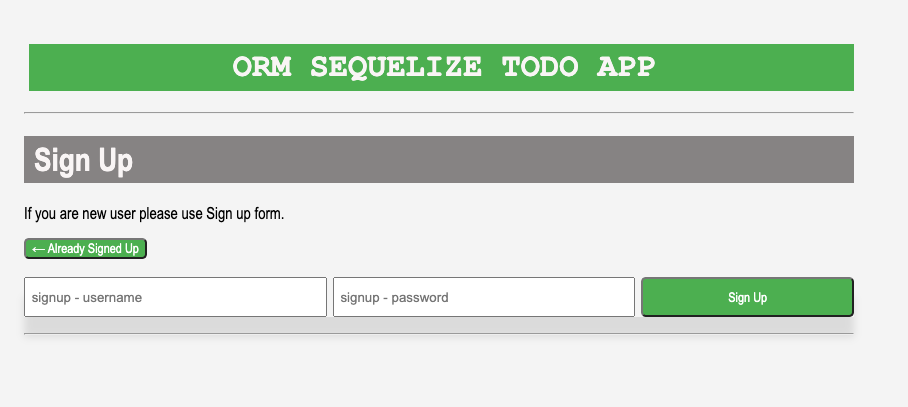 ORM SEQUELIZE TODO APP
Sign Up
If you are new user please use Sign up form.
← Already Signed Up
signup - username signup - password Sign Up